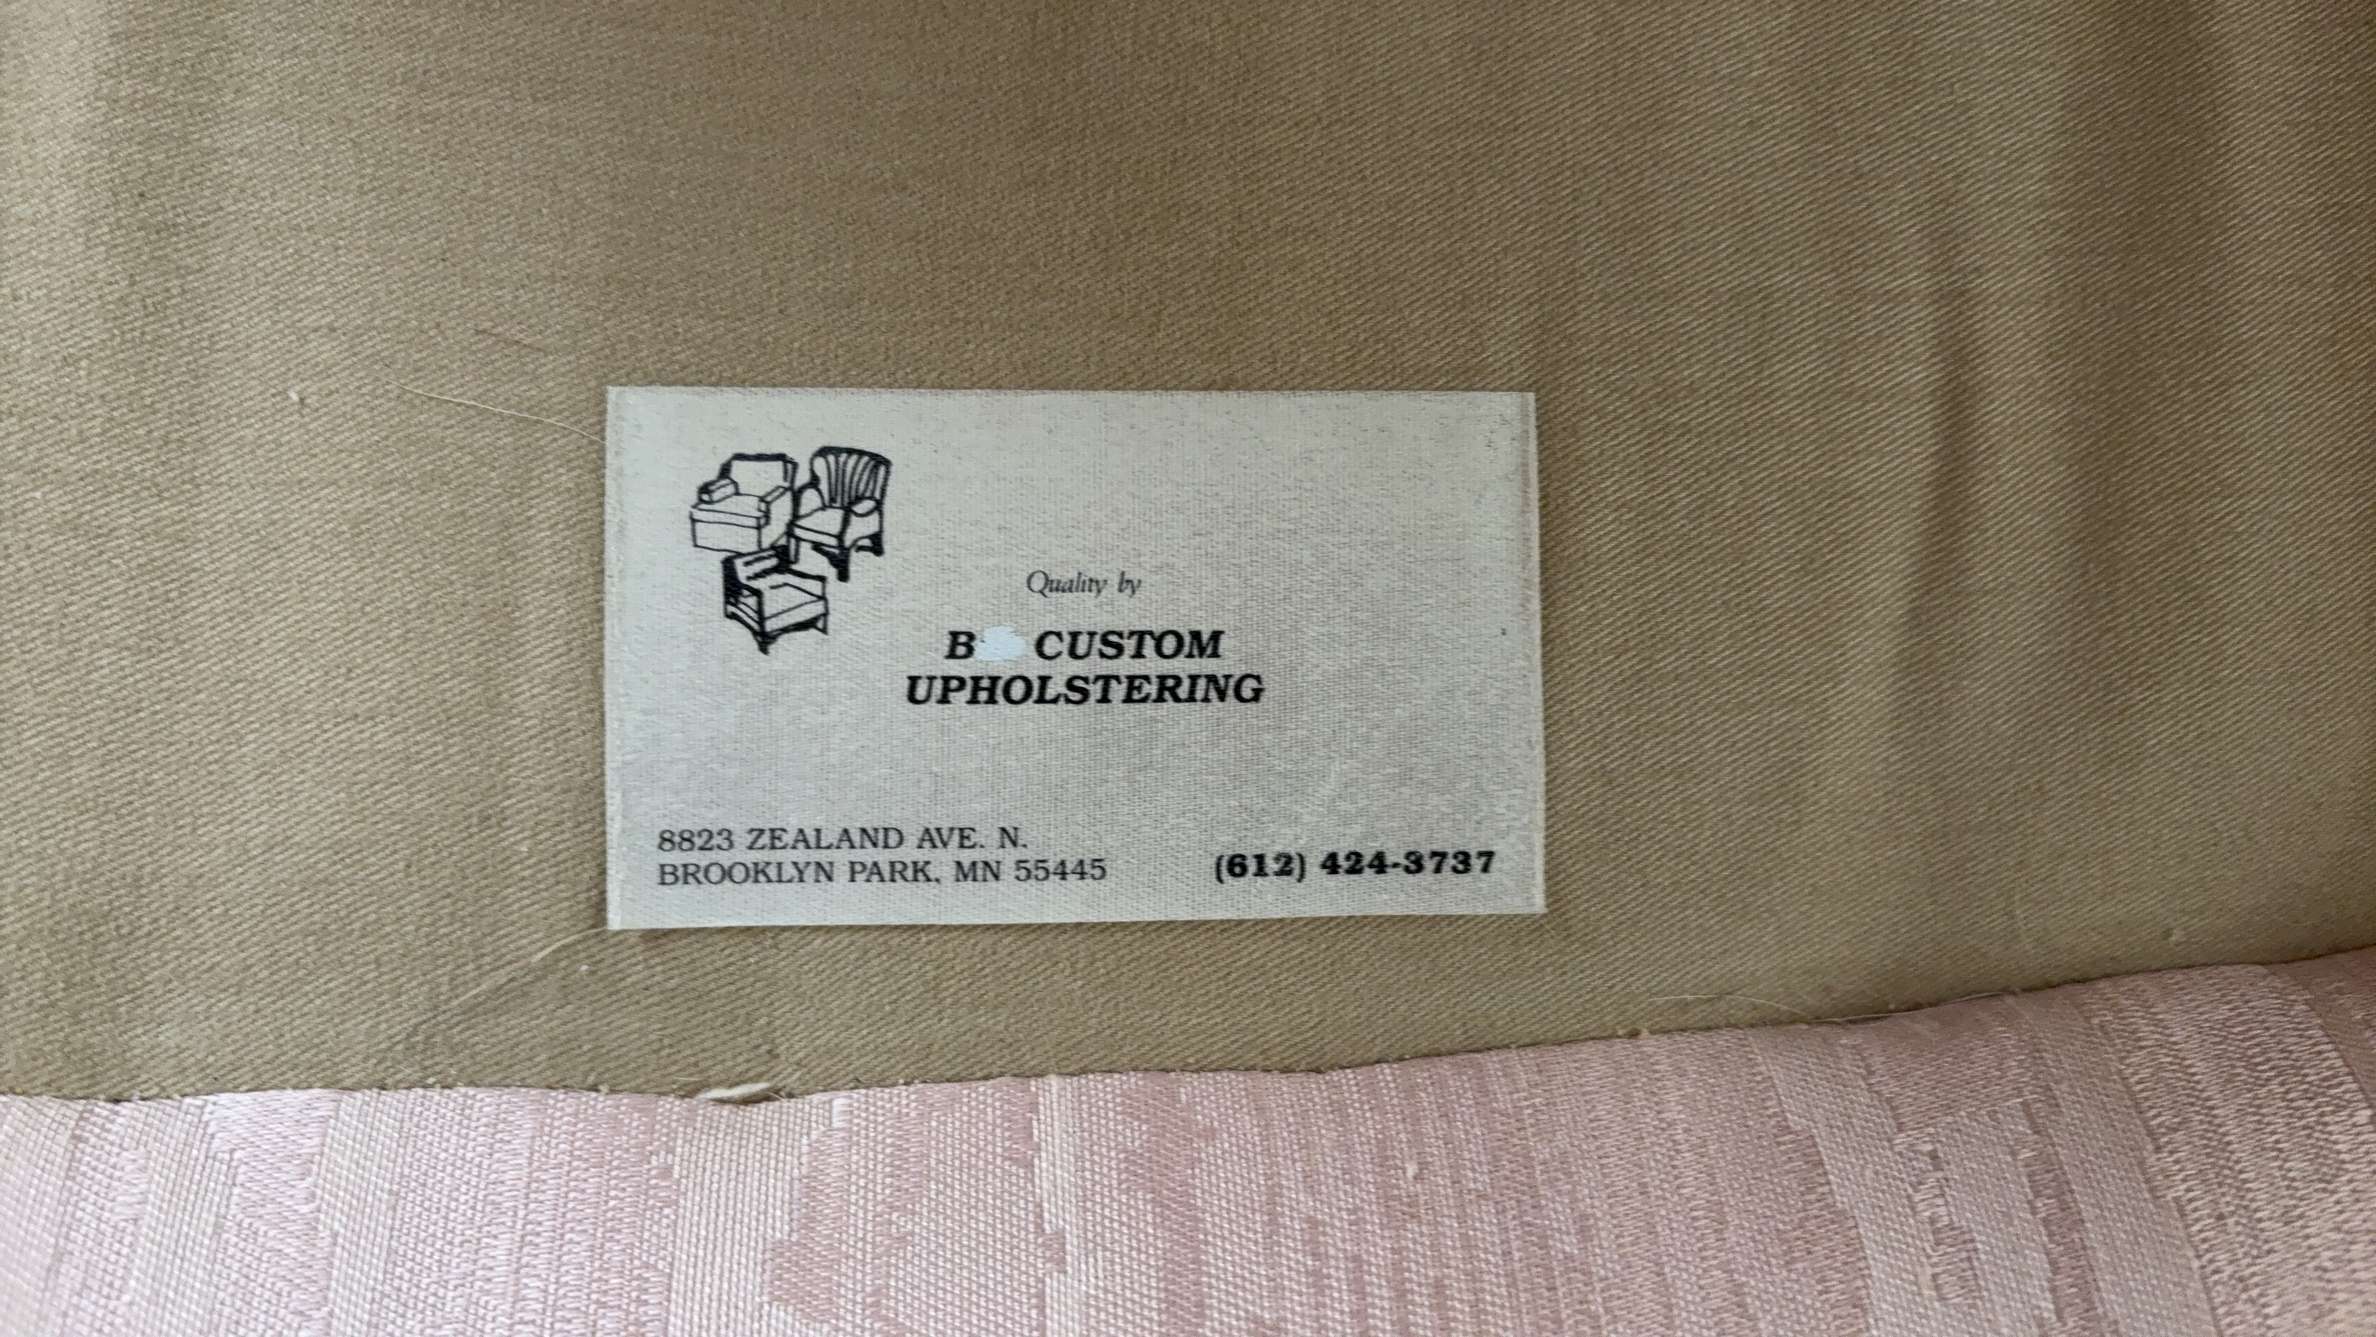 Quality by
CUSTOM
UPHOLSTERING
8823 ZEALAND AVE. N.
BROOKLYN PARK, MN 55445
(612) 424-3737